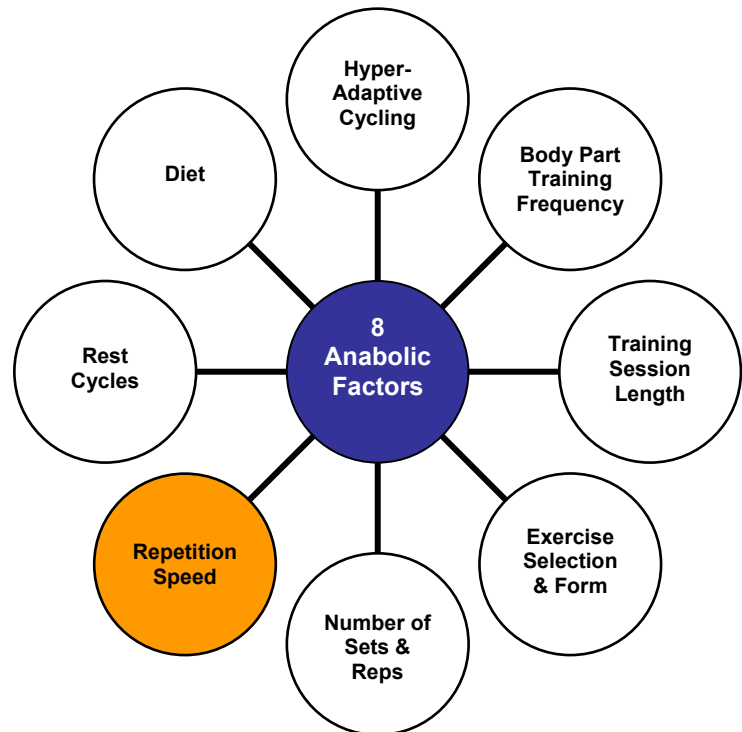 Hyper-
Adaptive
Cycling
Body Part
Training
Frequency
Training
Session
Length
Exercise
Selection
& Form
Number of
Sets &
Reps
Repetition
Speed
Rest
Cycles
Diet
8
Anabolic
Factors